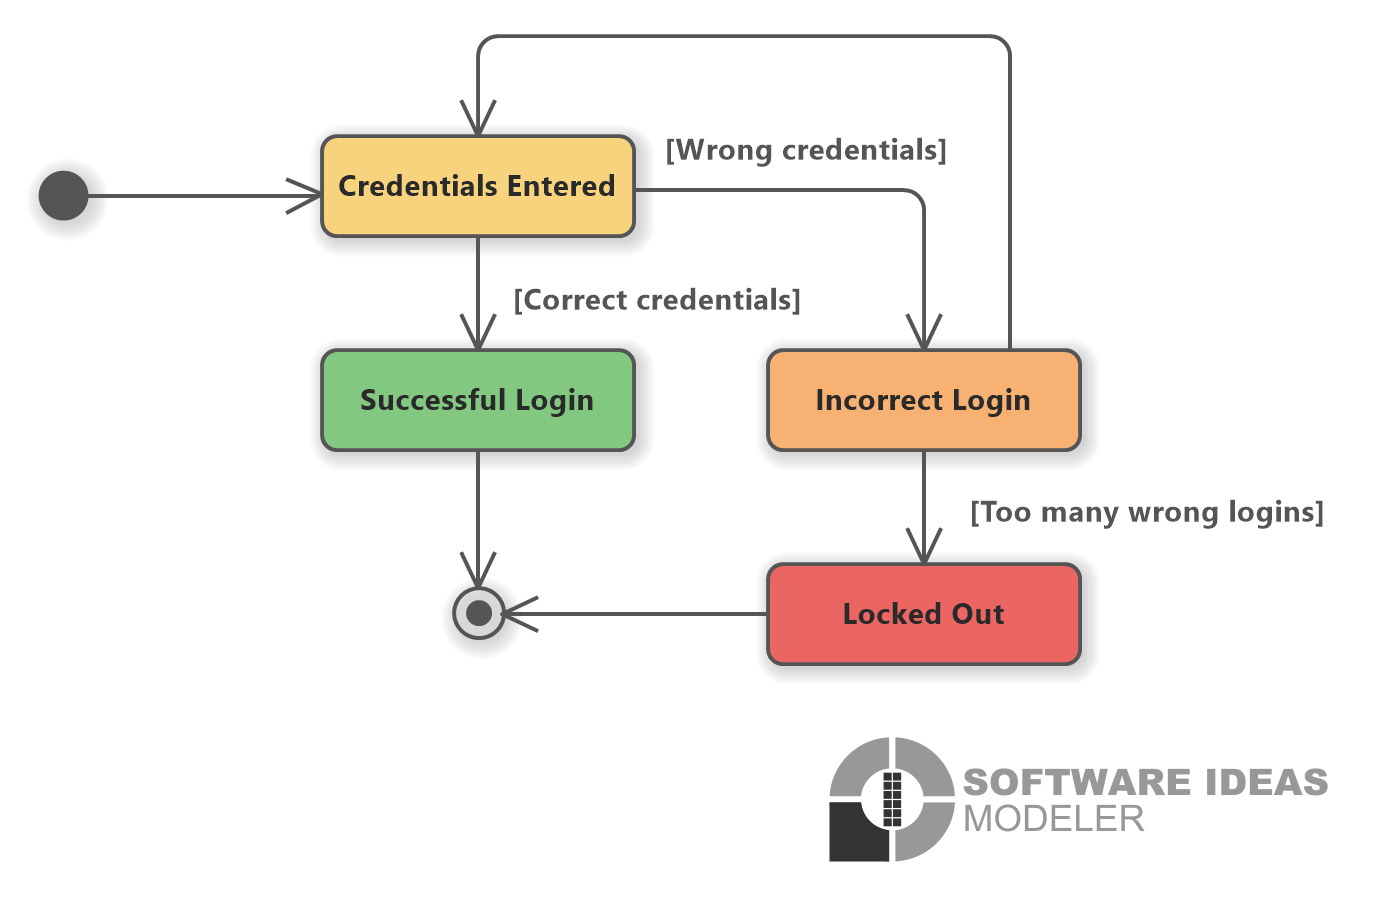 [Wrong credentials]
Credentials Entered
[Correct credentials]
Successful Login
Incorrect Login
[Too many wrong logins]
Locked Out
SOFTWARE IDEAS
MODELER